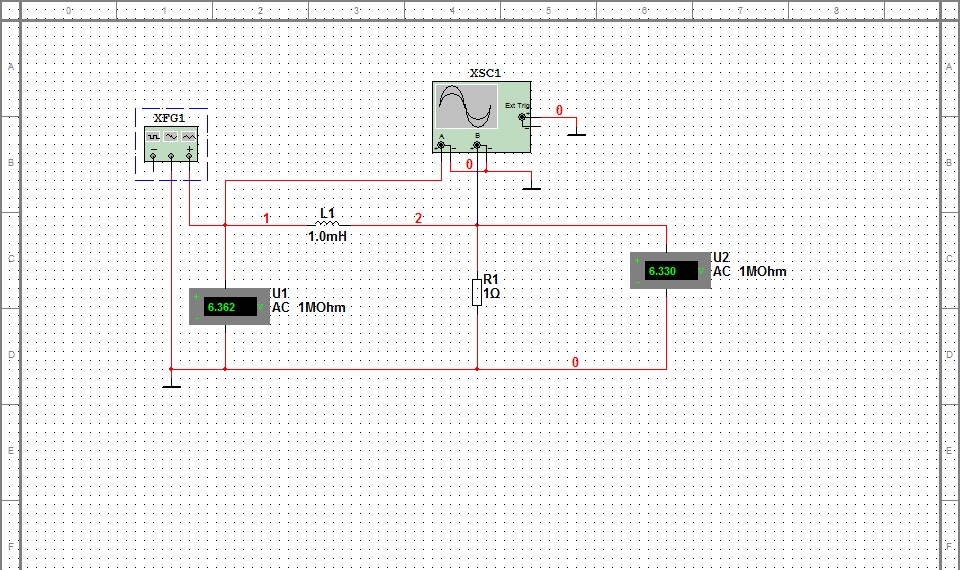 0 1 2 3 4 5 6 7 8
A A
XSC1
Ext Trig
+
0
XFG1
A B
B B
0
1
L1
2
1.0mH
C C
U2
+ 6.330 V AC 1MOhm
-
R1
1Ω
U1
+ 6.362 V AC 1MOhm
D D
0
E E
F F